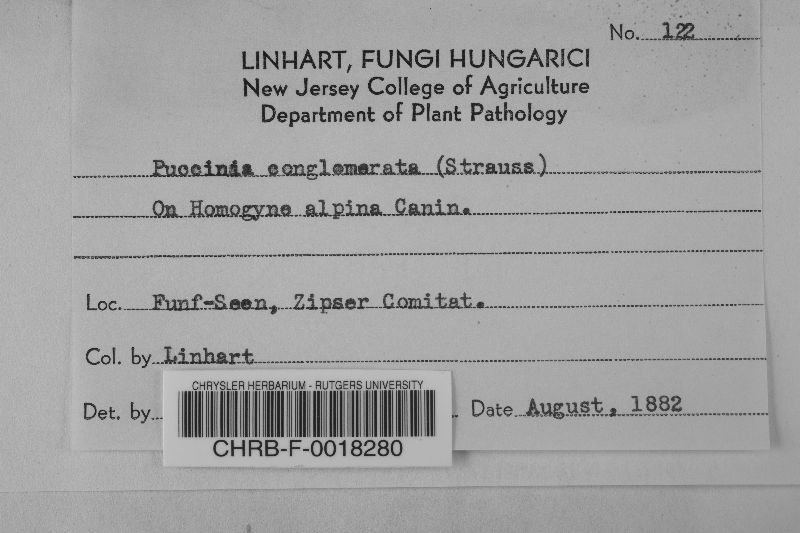 No. 122
LINHART, FUNGI HUNGARICI
New Jersey College of Agriculture
Department of Plant Pathology
Puccinia conglomerata (Strauss)
On Homogyne alpina Canin.
Loc. Funf-Seen, Zipser Comitat.
Col. by Linhart
Det. by
Date August, 1882
CHRYSLER HERBARIUM - RUTGERS UNIVERSITY
CHRB-F-0018280